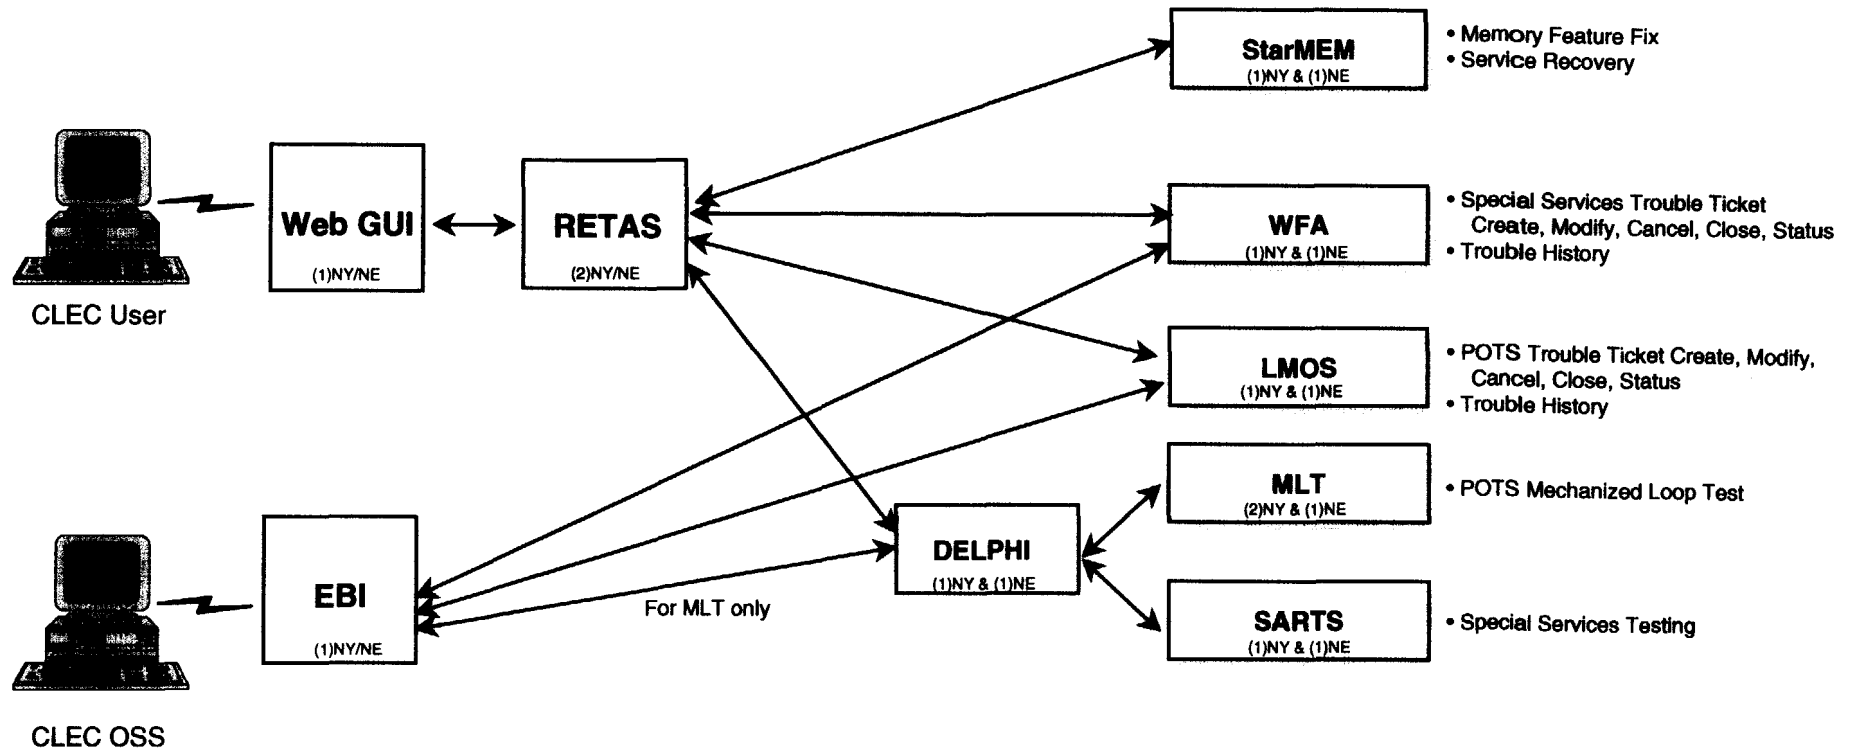 StarMEM
(1)NY & (1)NE
• Memory Feature Fix
• Service Recovery
CLEC User
Web GUI
(1)NY/NE
RETAS
(2)NY/NE
WFA
(1)NY & (1)NE
• Special Services Trouble Ticket
Create, Modify, Cancel, Close, Status
• Trouble History
LMOS
(1)NY & (1)NE
• POTS Trouble Ticket Create, Modify,
Cancel, Close, Status
• Trouble History
MLT
(2)NY & (1)NE
• POTS Mechanized Loop Test
CLEC OSS
EBI
(1)NY/NE
For MLT only
DELPHI
(1)NY & (1)NE
SARTS
(1)NY & (1)NE
• Special Services Testing